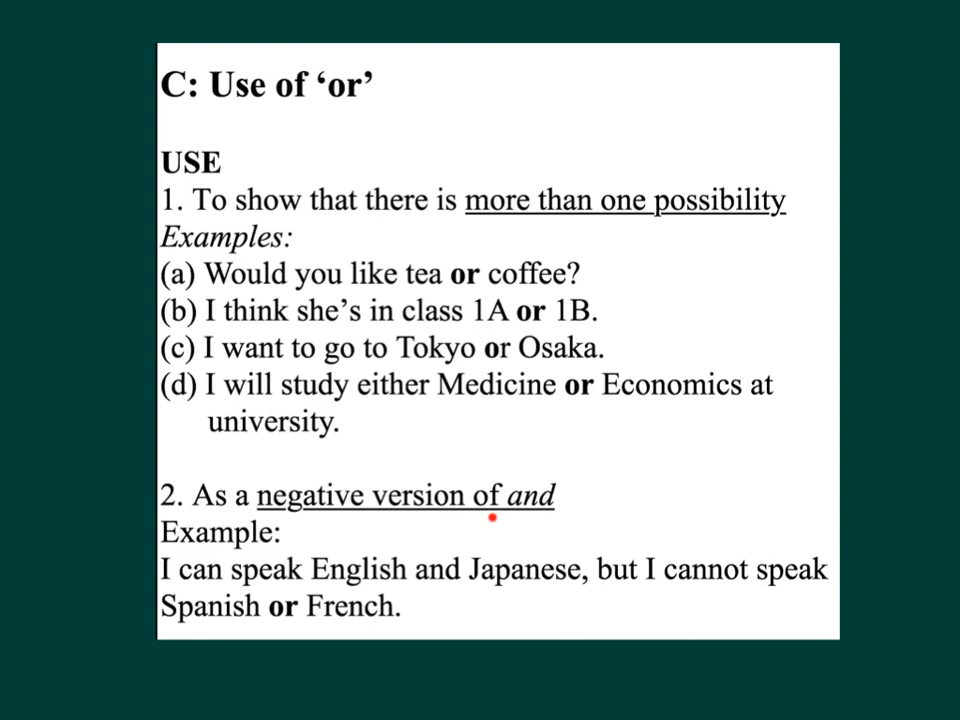 C: Use of ‘or’
USE
1. To show that there is more than one possibility
Examples:
(a) Would you like tea or coffee?
(b) I think she’s in class 1A or 1B.
(c) I want to go to Tokyo or Osaka.
(d) I will study either Medicine or Economics at
university.
2. As a negative version of and
Example:
I can speak English and Japanese, but I cannot speak
Spanish or French.